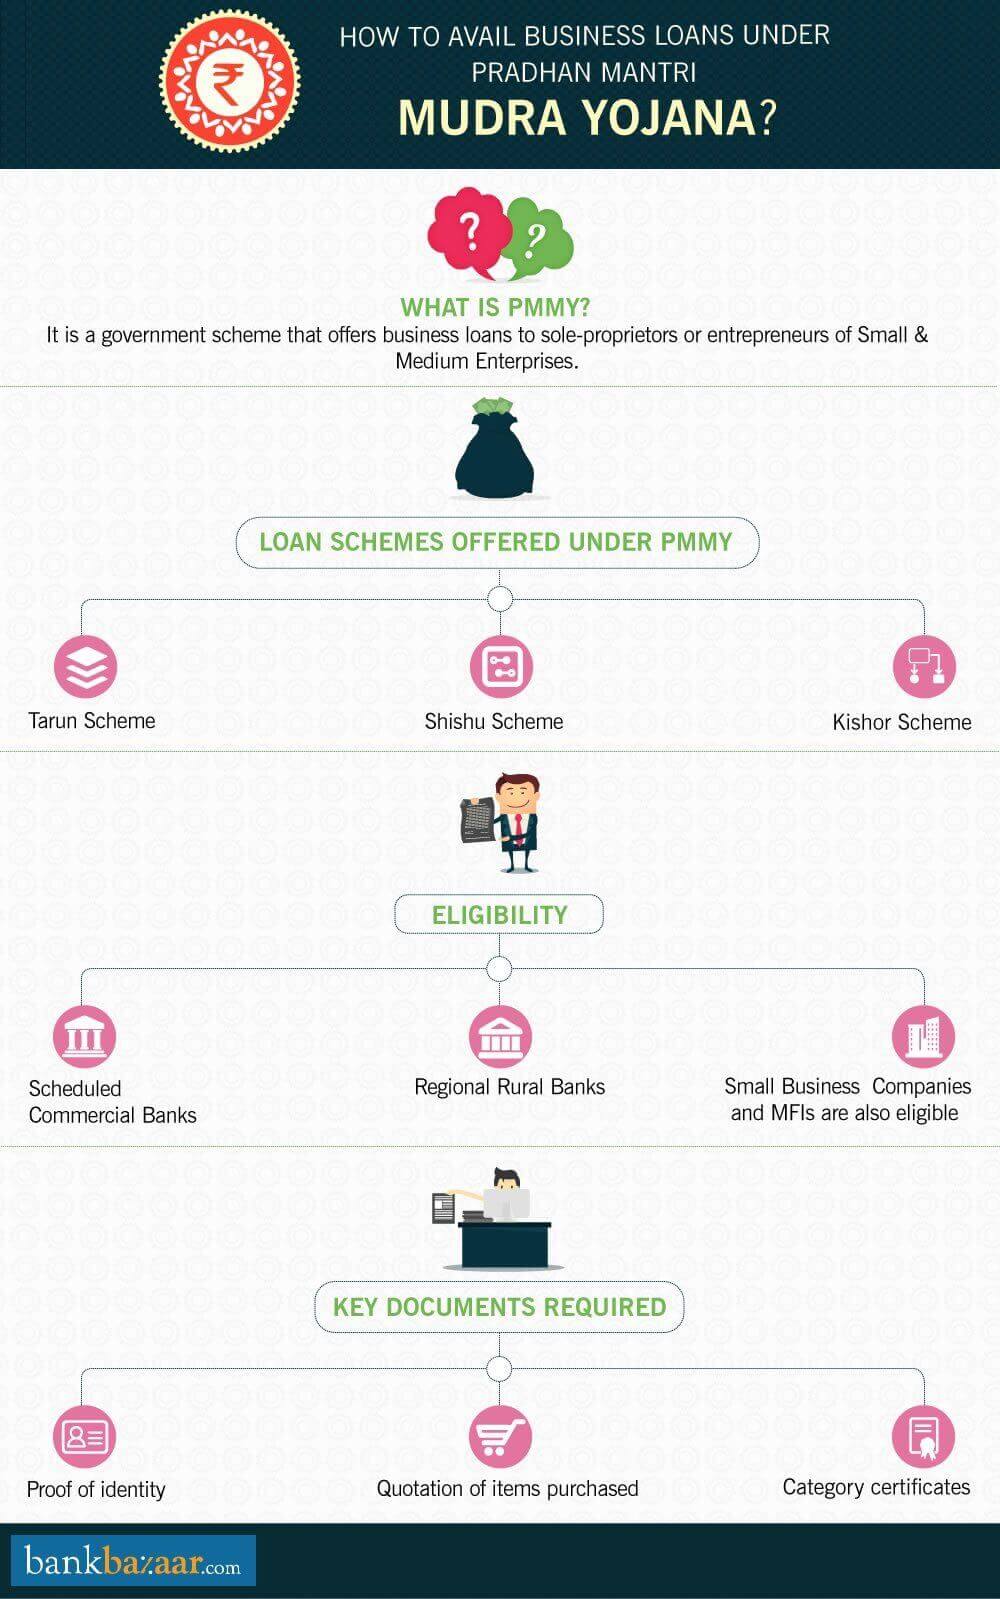 HOW TO AVAIL BUSINESS LOANS UNDER
PRADHAN MANTRI
MUDRA YOJANA?
? ?
WHAT IS PMMY?
It is a government scheme that offers business loans to sole-proprietors or entrepreneurs of Small &
Medium Enterprises.
LOAN SCHEMES OFFERED UNDER PMMY
Tarun Scheme
Shishu Scheme
Kishor Scheme
ELIGIBILITY
Scheduled
Commercial Banks
Regional Rural Banks
Small Business Companies
and MFIs are also eligible
KEY DOCUMENTS REQUIRED
Proof of identity
Quotation of items purchased
Category certificates
bankbazaar.com